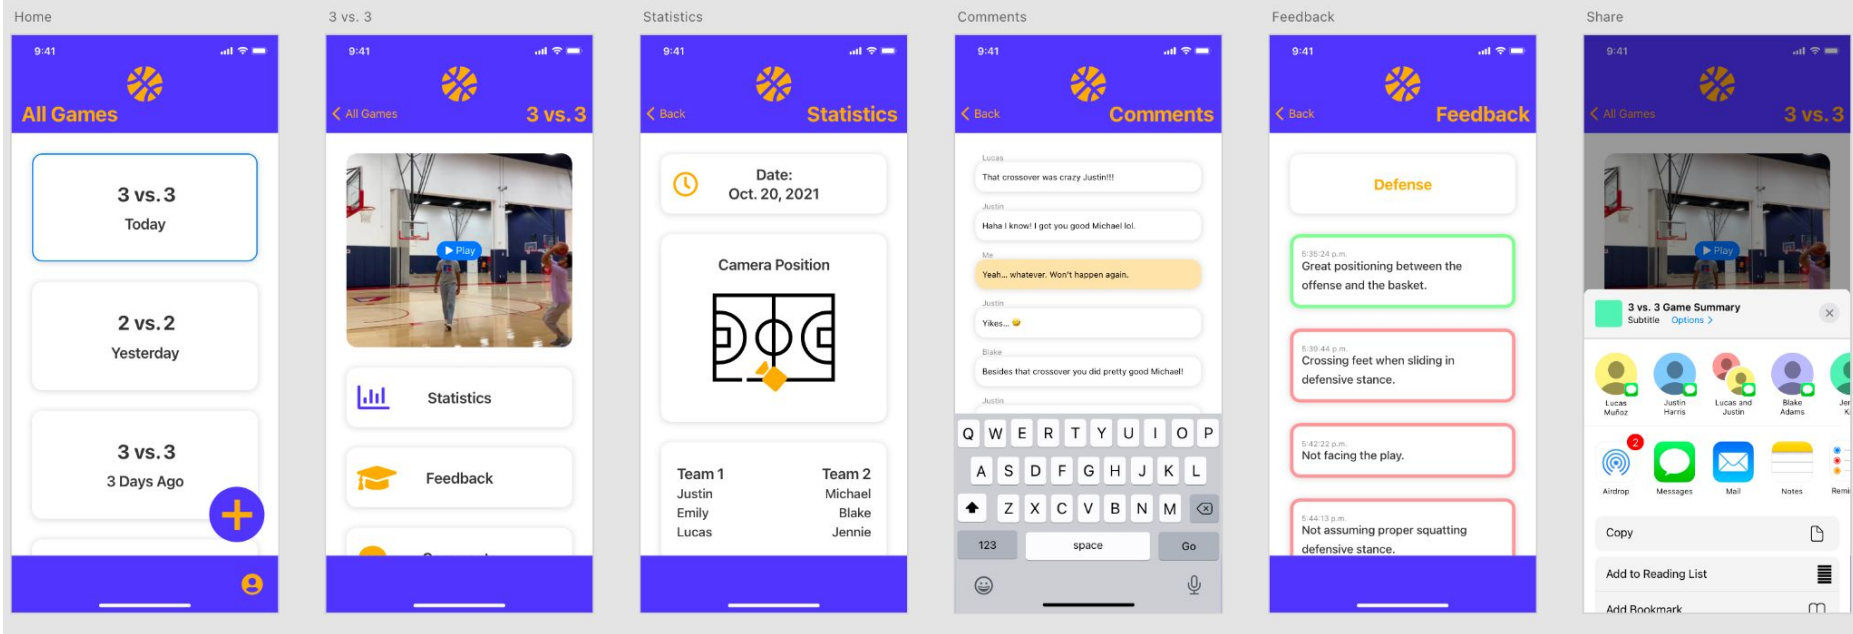 Home
9:41
All Games
3 vs. 3
Today
2 vs. 2
Yesterday
3 vs. 3
3 Days Ago
3 vs. 3
9:41
All Games
3 vs. 3
Play
Statistics
Feedback
Statistics
9:41
Back
Statistics
Date:
Oct. 20, 2021
Camera Position
Team 1
Team 2
Justin
Michael
Emily
Blake
Lucas
Jennie
Comments
9:41
Back
Comments
Lucas
That crossover was crazy Justin!!!
Justin
Haha I know! I got you good Michael lol.
Me
Yeah... whatever. Won't happen again.
Justin
Yikes...
Blake
Besides that crossover you did pretty good Michael!
Justin
Q W E R T Y U I O P
A S D F G H J K L
Z X C V B N M
123
space
Go
Feedback
9:41
Back
Feedback
Defense
5:35:24 p.m.
Great positioning between the
offense and the basket.
5:39:44 p.m.
Crossing feet when sliding in
defensive stance.
5:42:22 p.m.
Not facing the play.
5:44:13 p.m.
Not assuming proper squatting
defensive stance.
Share
9:41
All Games
3 vs. 3
Play
3 vs. 3 Game Summary
Subtitle
Options >
Lucas
Muñoz
Justin
Harris
Lucas and
Justin
Blake
Adams
2
Airdrop
Messages
Mail
Notes
Copy
Add to Reading List
Add Bookmark